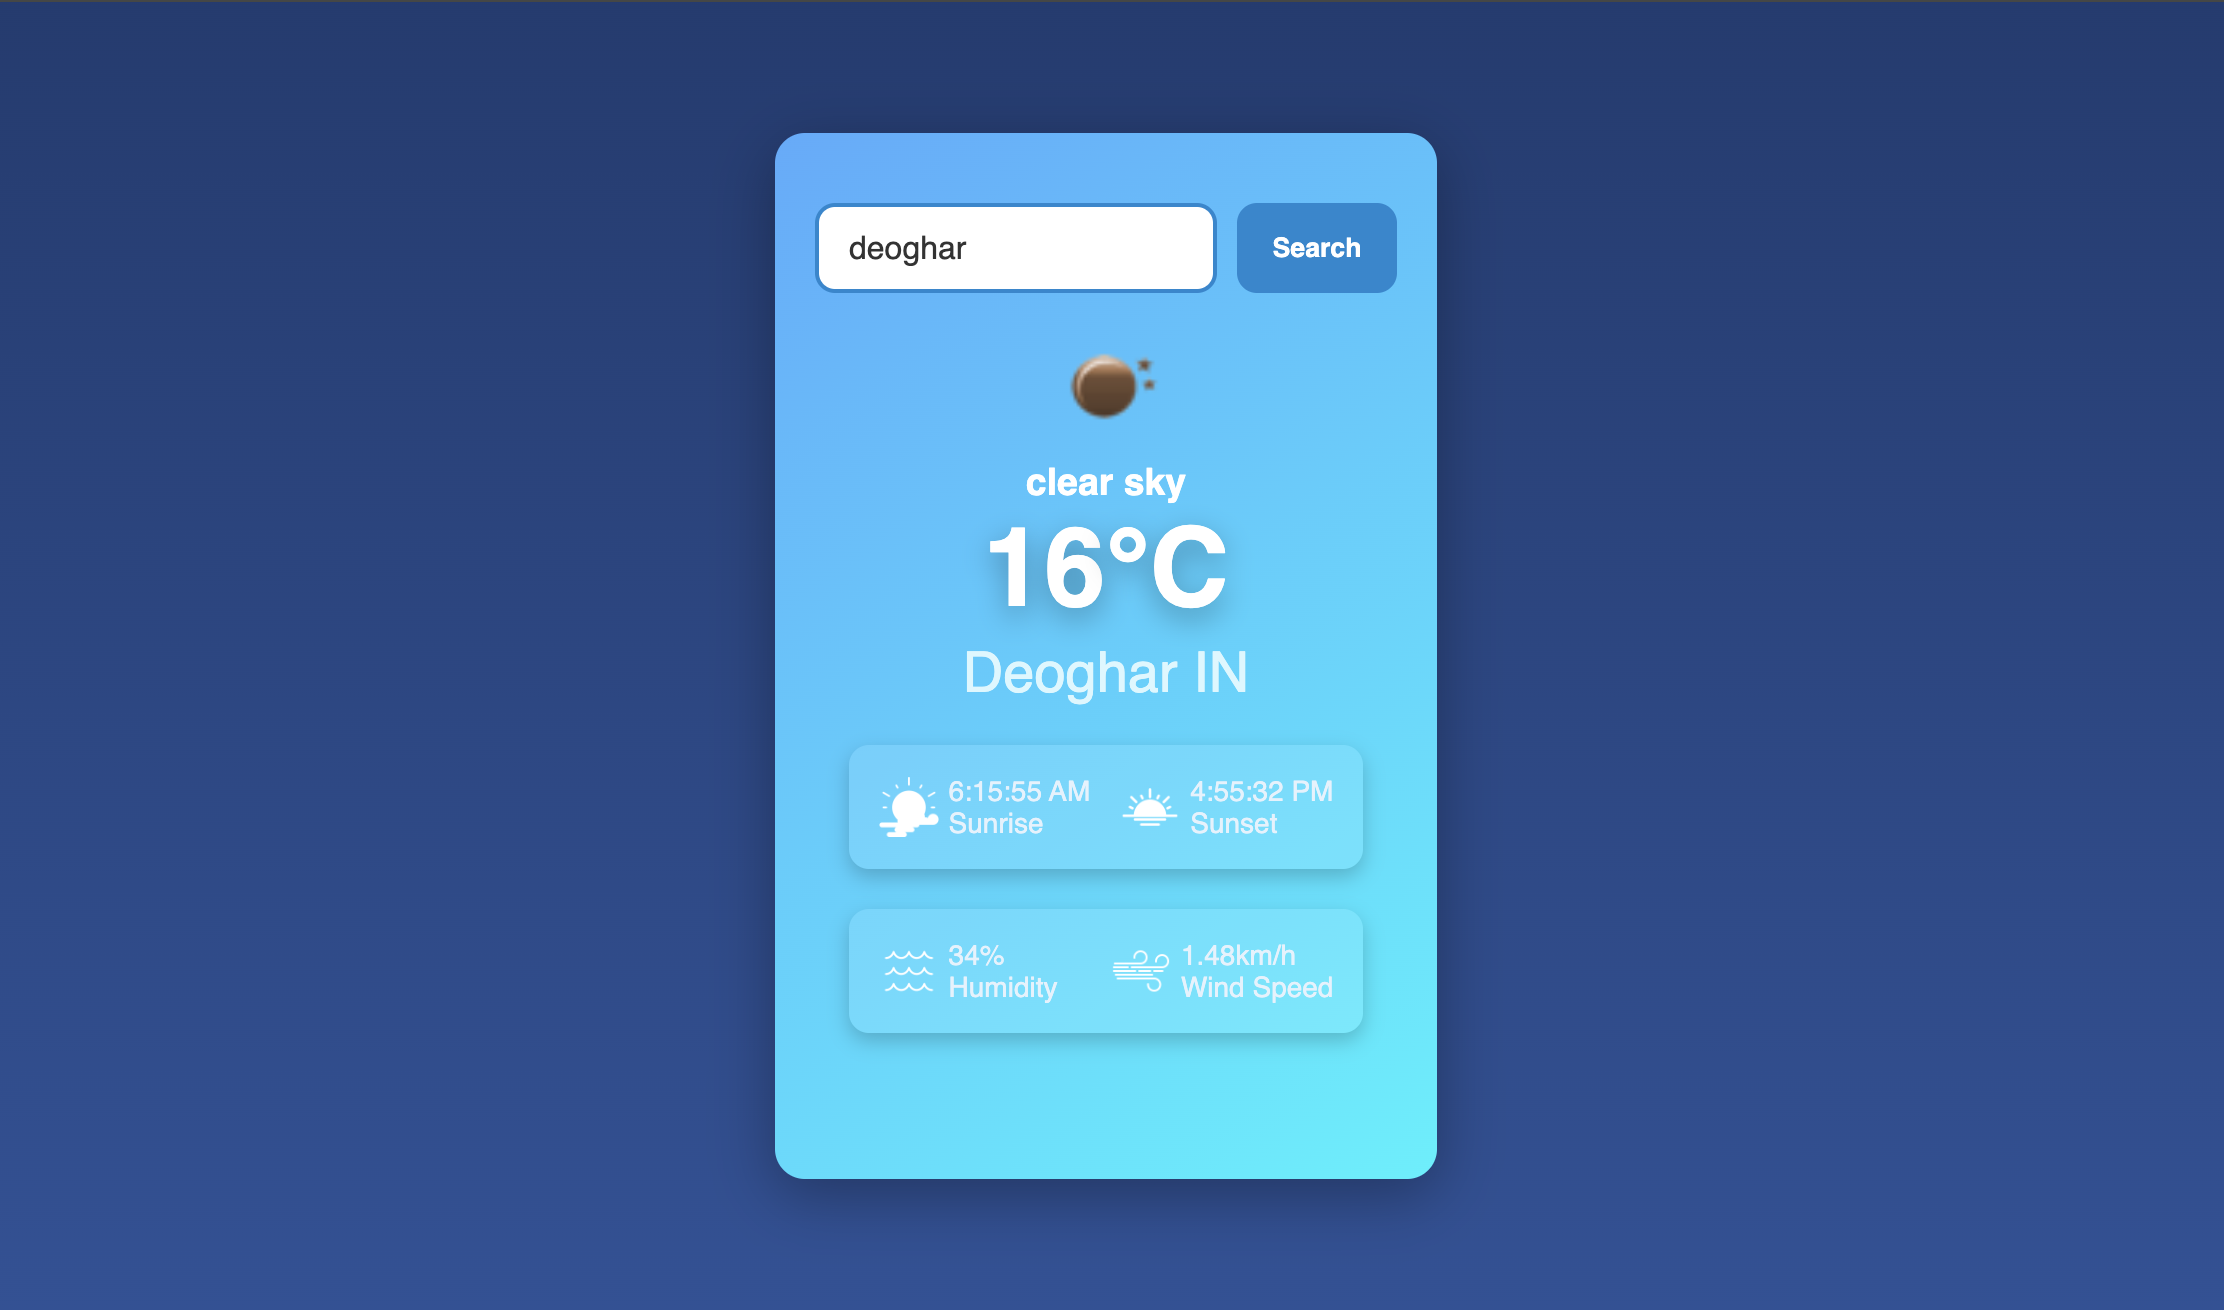 deoghar
Search
clear sky
16°C
Deoghar IN
6:15:55 AM
Sunrise
4:55:32 PM
Sunset
34%
Humidity
1.48km/h
Wind Speed